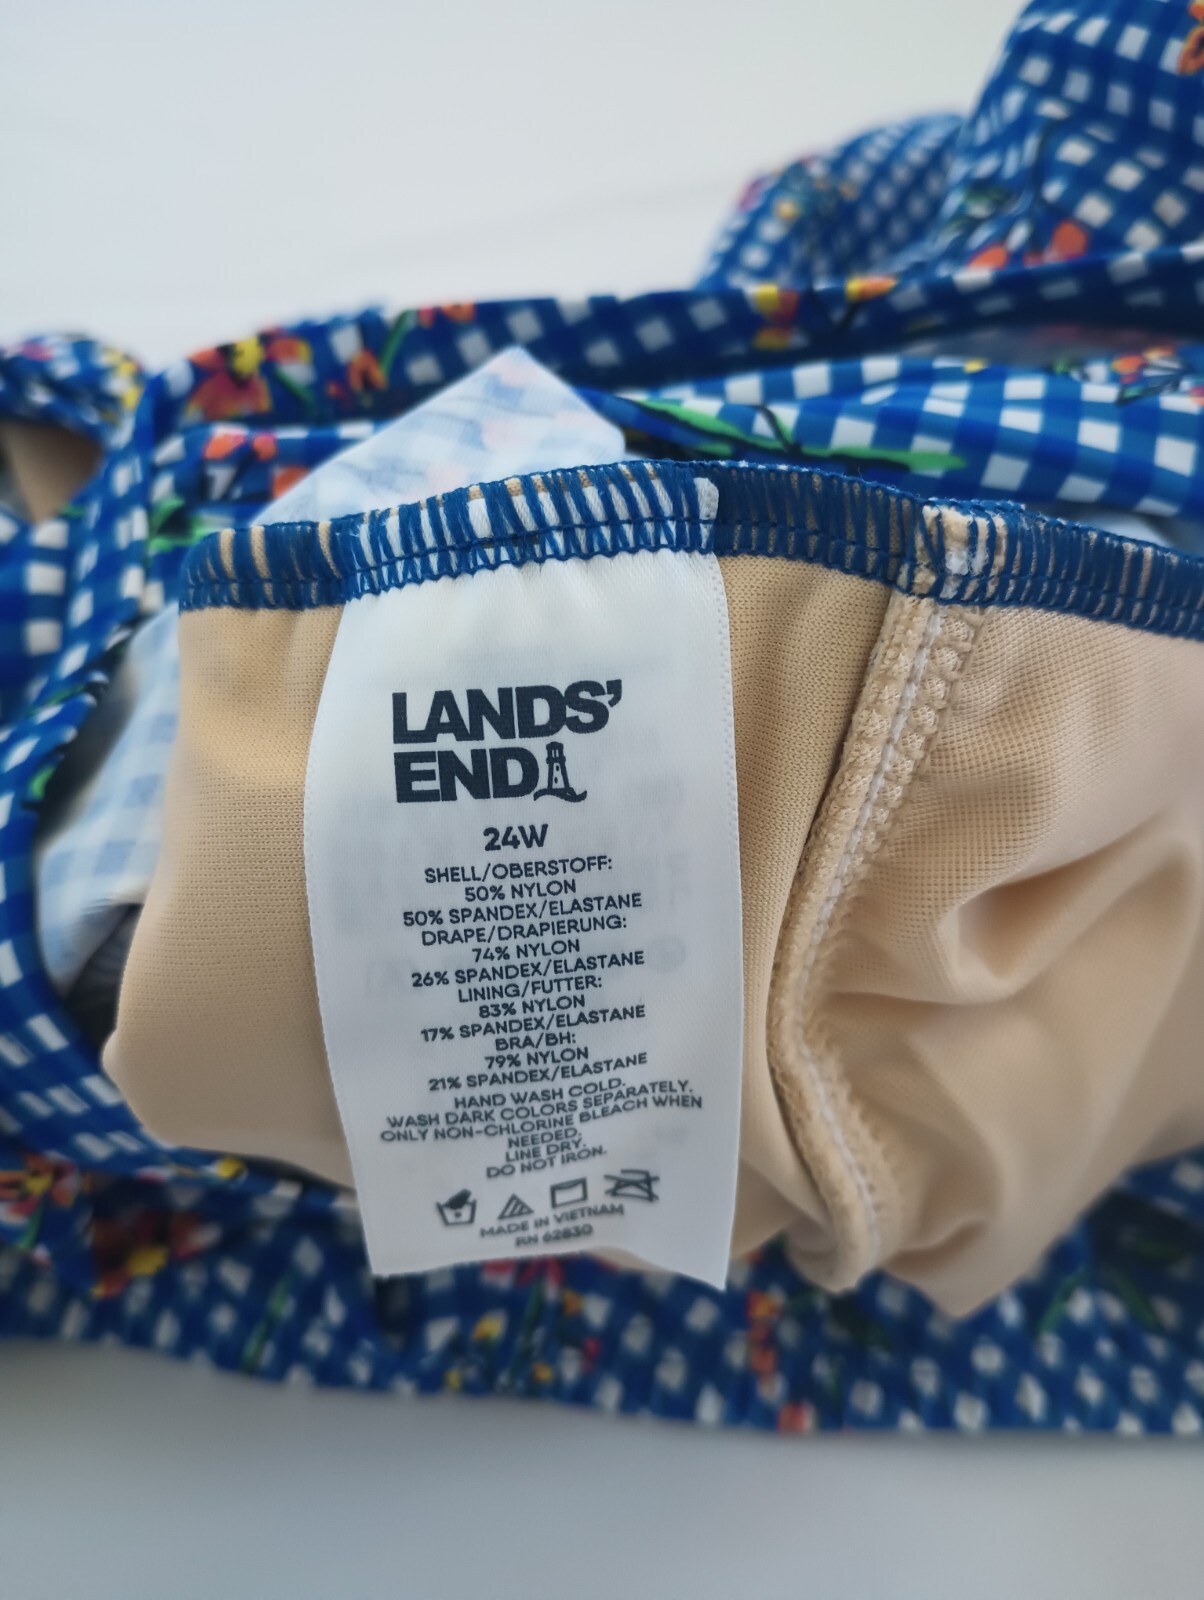 LANDS'
END
24W
SHELL/OBERSTOFF:
50% NYLON
50% SPANDEX/ELASTANE
DRAPE/DRAPIERUNG:
74% NYLON
26% SPANDEX/ELASTANE
LINING/FUTTER:
83% NYLON
17% SPANDEX/ELASTANE
BRA/BH:
79% NYLON
21% SPANDEX/ELASTANE
HAND WASH COLD.
WASH DARK COLORS SEPARATELY.
ONLY NON-CHLORINE BLEACH WHEN
NEEDED.
LINE DRY.
DO NOT IRON.
MADE IN VIETNAM
RN 62830